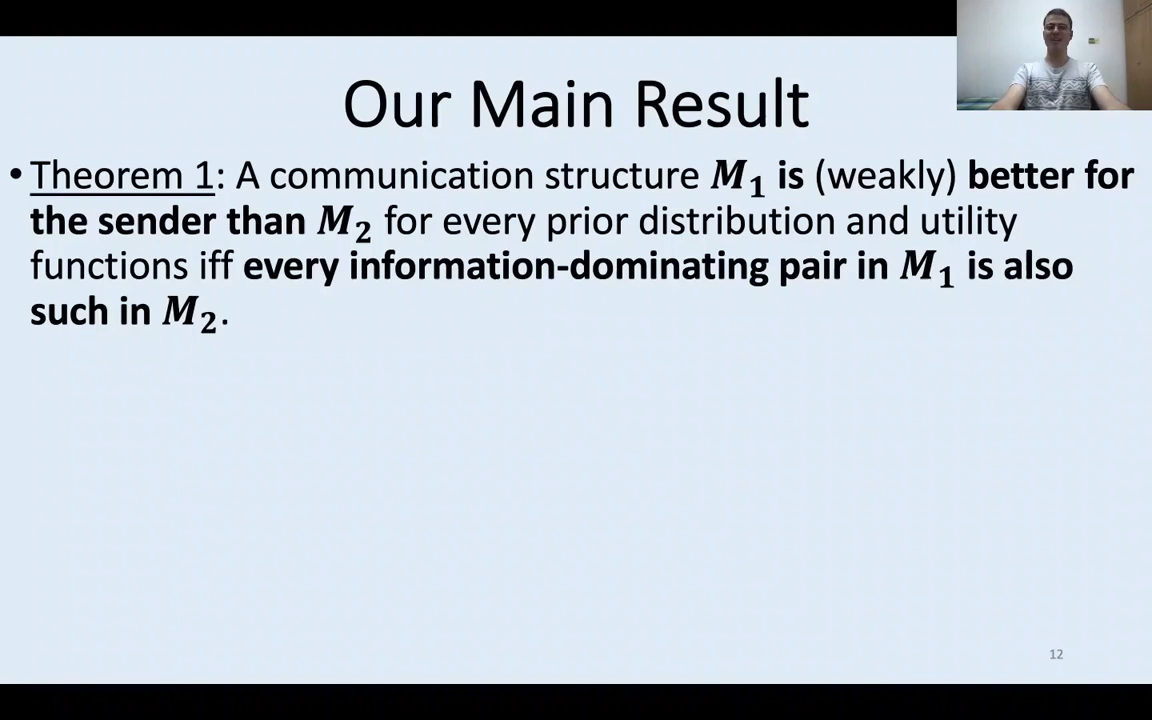 Our Main Result
• Theorem 1: A communication structure M₁ is (weakly) better for
the sender than M₂ for every prior distribution and utility
functions iff every information-dominating pair in M₁ is also
such in M₂.
12